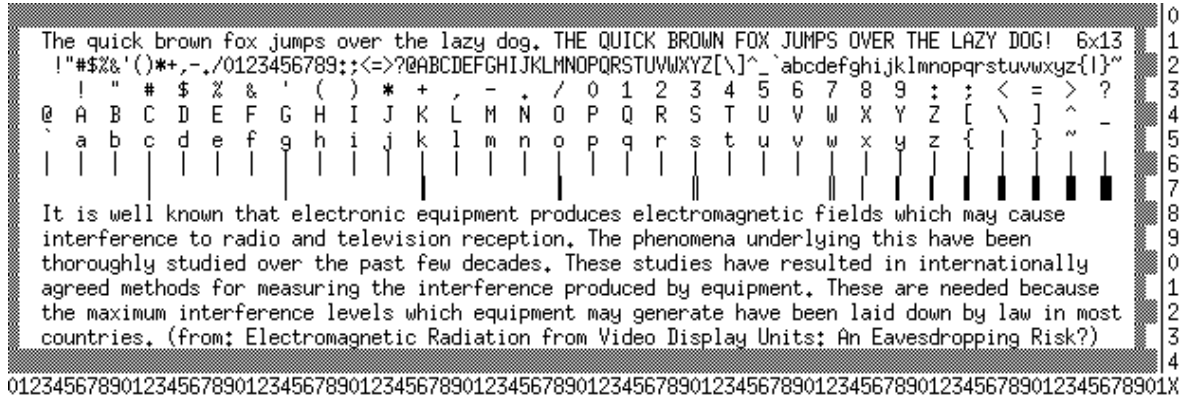 0
The quick brown fox jumps over the lazy dog. THE QUICK BROWN FOX JUMPS OVER THE LAZY DOG!  6x13 1
!"#$%&'()*+,-./0123456789:;<=>?@ABCDEFGHIJKLMNOPQRSTUVWXYZ[\]^_`abcdefghijklmnopqrstuvwxyz{|}~ 2
! " # $ % & ' ( ) * + , - . / 0 1 2 3 4 5 6 7 8 9 : ; < = > ? 3
@ A B C D E F G H I J K L M N O P Q R S T U V W X Y Z [ \ ] ^ _ 4
` a b c d e f g h i j k l m n o p q r s t u v w x y z { | } ~ 5
6
7
It is well known that electronic equipment produces electromagnetic fields which may cause 8
interference to radio and television reception. The phenomena underlying this have been 9
thoroughly studied over the past few decades. These studies have resulted in internationally 0
agreed methods for measuring the interference produced by equipment. These are needed because 1
the maximum interference levels which equipment may generate have been laid down by law in most 2
countries. (from: Electromagnetic Radiation from Video Display Units: An Eavesdropping Risk?) 3
4
01234567890123456789012345678901234567890123456789012345678901234567890123456789012345678901234567890​1X